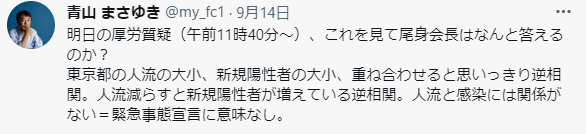 青山 まさゆき @my_fc1・9月14日
明日の厚労質疑（午前11時40分～）、これを見て尾身会長はなんと答える
のか？
東京都の人流の大小、新規陽性者の大小、重ね合わせると思いっきり逆相
関。人流減らすと新規陽性者が増えている逆相関。人流と感染には関係が
ない＝緊急事態宣言に意味なし。